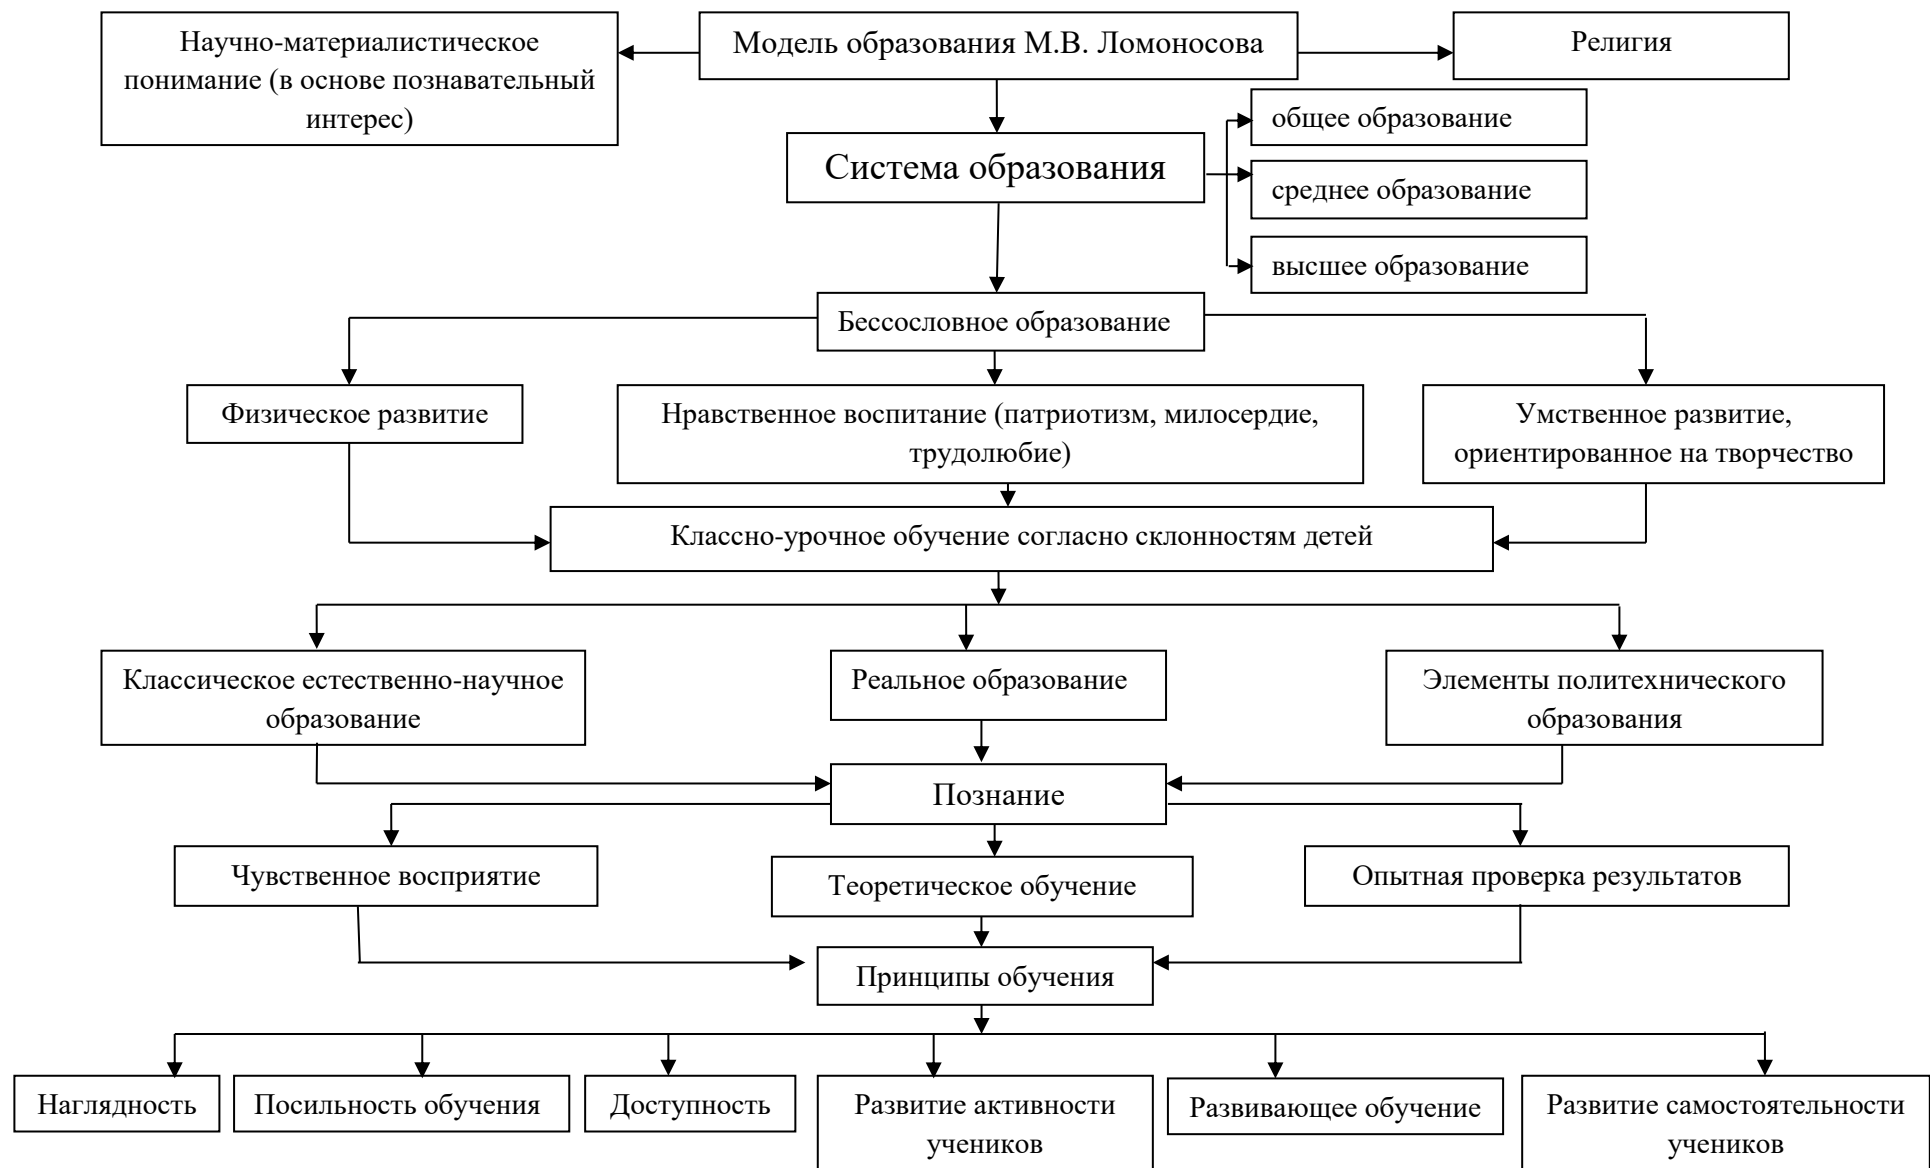 Научно-материалистическое
понимание (в основе познавательный
интерес)
Модель образования М.В. Ломоносова
Религия
общее образование
Система образования
среднее образование
высшее образование
Бессословное образование
Физическое развитие
Нравственное воспитание (патриотизм, милосердие,
трудолюбие)
Умственное развитие,
ориентированное на творчество
Классно-урочное обучение согласно склонностям детей
Классическое естественно-научное
образование
Реальное образование
Элементы политехнического
образования
Познание
Чувственное восприятие
Теоретическое обучение
Опытная проверка результатов
Принципы обучения
Наглядность
Посильность обучения
Доступность
Развитие активности
учеников
Развивающее обучение
Развитие самостоятельности
учеников